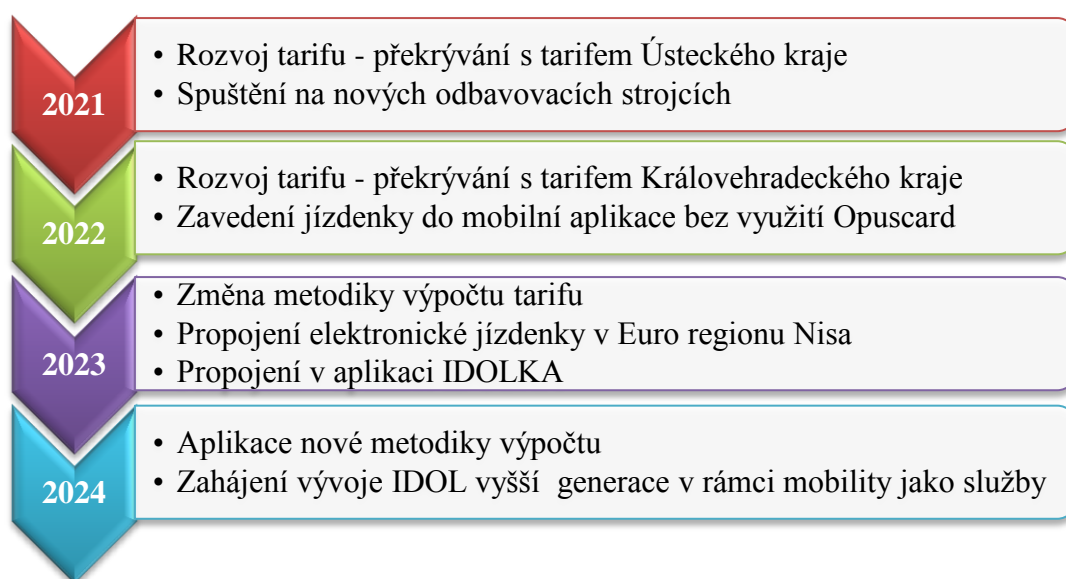 2021
• Rozvoj tarifu - překrývání s tarifem Ústeckého kraje
• Spuštění na nových odbavovacích strojcích
2022
• Rozvoj tarifu - překrývání s tarifem Královehradeckého kraje
• Zavedení jízdenky do mobilní aplikace bez využití Opuscard
2023
• Změna metodiky výpočtu tarifu
• Propojení elektronické jízdenky v Euro regionu Nisa
• Propojení v aplikaci IDOLKA
2024
• Aplikace nové metodiky výpočtu
• Zahájení vývoje IDOL vyšší  generace v rámci mobility jako služby